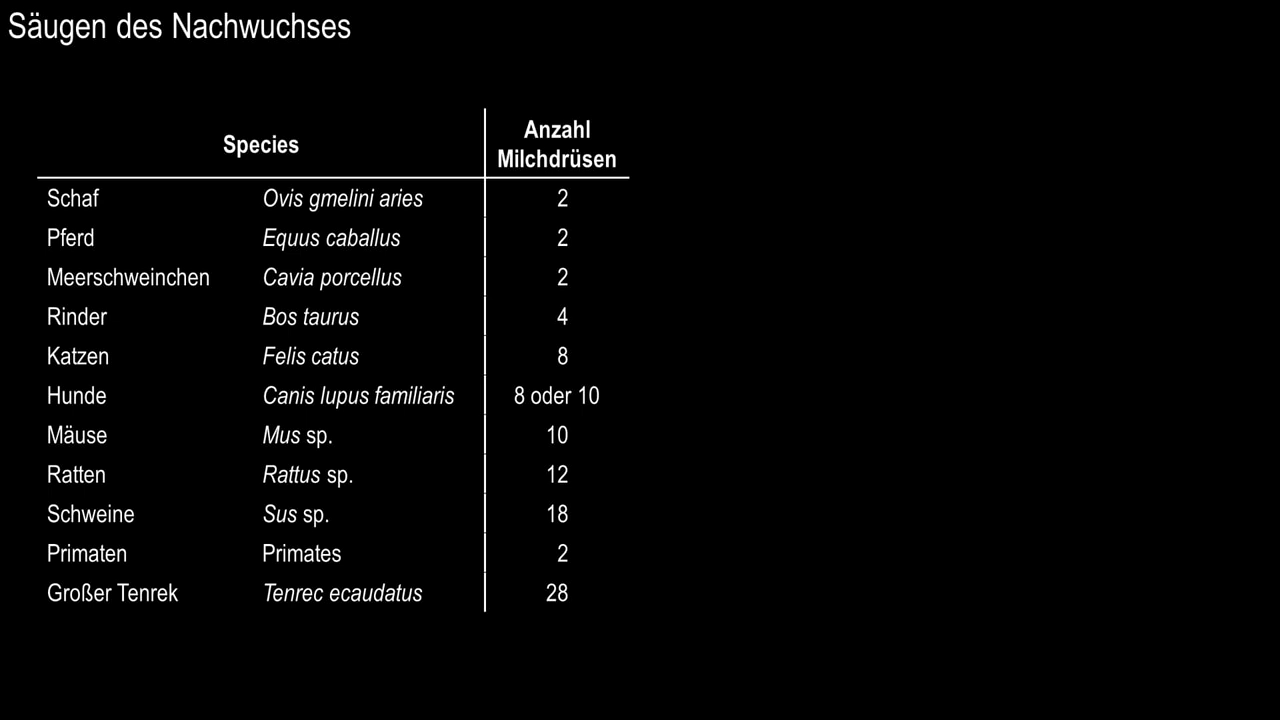 Säugen des Nachwuchses
Species
Anzahl
Milchdrüsen
Schaf Ovis gmelini aries 2
Pferd Equus caballus 2
Meerschweinchen Cavia porcellus 2
Rinder Bos taurus 4
Katzen Felis catus 8
Hunde Canis lupus familiaris 8 oder 10
Mäuse Mus sp. 10
Ratten Rattus sp. 12
Schweine Sus sp. 18
Primaten Primates 2
Großer Tenrek Tenrec ecaudatus 28